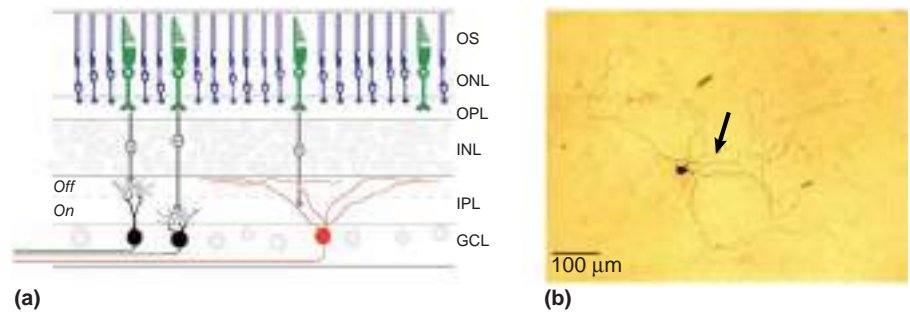 OS
ONL
OPL
INL
Off
On
IPL
GCL
100 μm
(a)
(b)